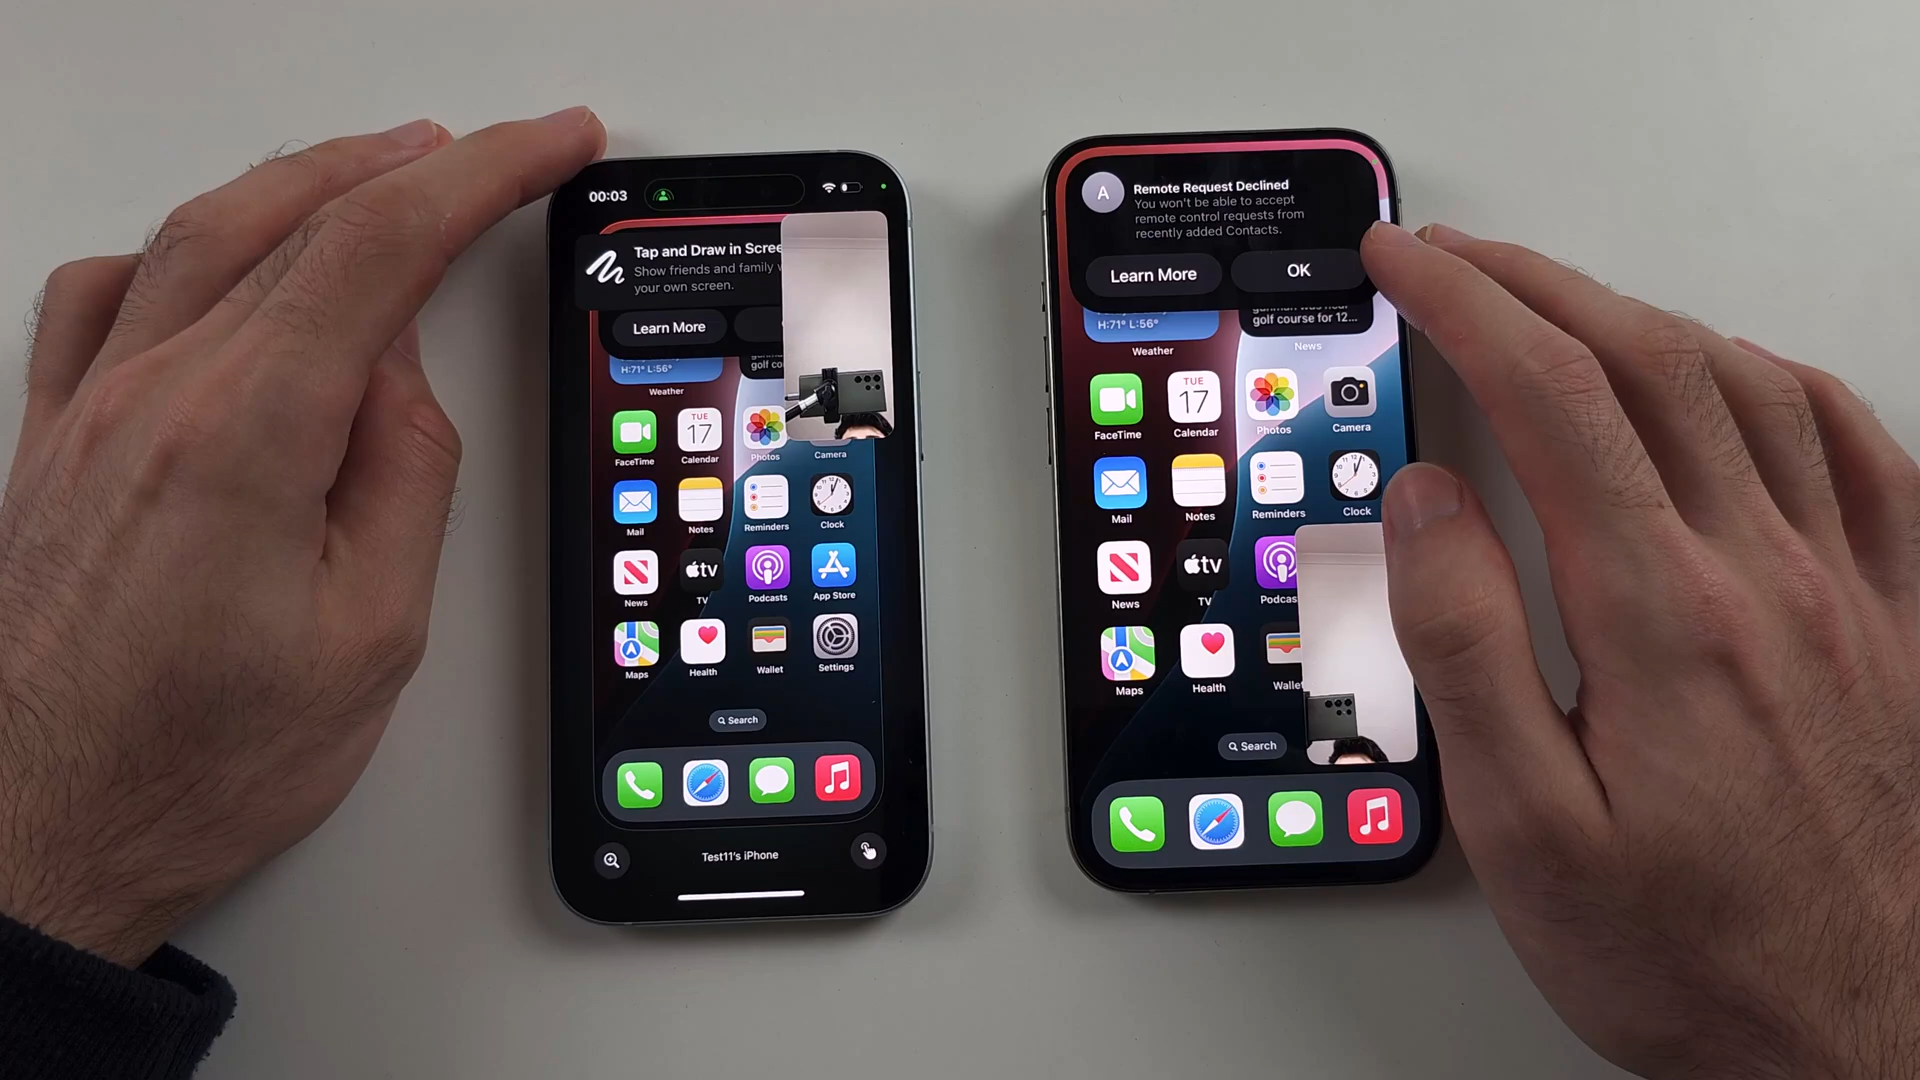 00:03
Tap and Draw in Scree
Show friends and family
your own screen.
Learn More
golf co
H:71° L:56°
Weather
TUE
17
FaceTime
Calendar
Photos
Camera
Mail
Notes
Reminders
Clock
tv
News
TV
Podcasts
App Store
Maps
Health
Wallet
Settings
Search
Test11's iPhone
A
Remote Request Declined
You won't be able to accept
remote control requests from
recently added Contacts.
Learn More
OK
H:71° L:56°
golf course for 12...
Weather
News
TUE
17
FaceTime
Calendar
Photos
Camera
Mail
Notes
Reminders
Clock
tv
News
TV
Podcas
Maps
Health
Wallet
Search